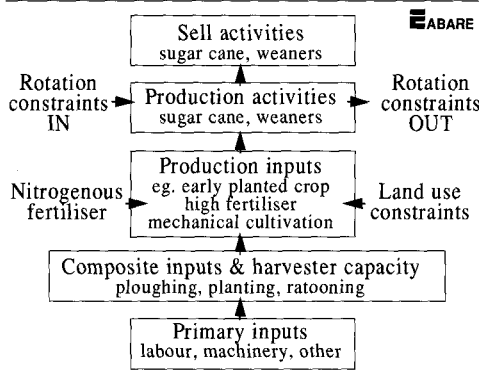 EABARE
Sell activities
sugar cane, weaners
Rotation
constraints
IN
Production activities
sugar cane, weaners
Rotation
constraints
OUT
Production inputs
eg. early planted crop
high fertiliser
mechanical cultivation
Nitrogenous
fertiliser
Land use
constraints
Composite inputs & harvester capacity
ploughing, planting, ratooning
Primary inputs
labour, machinery, other